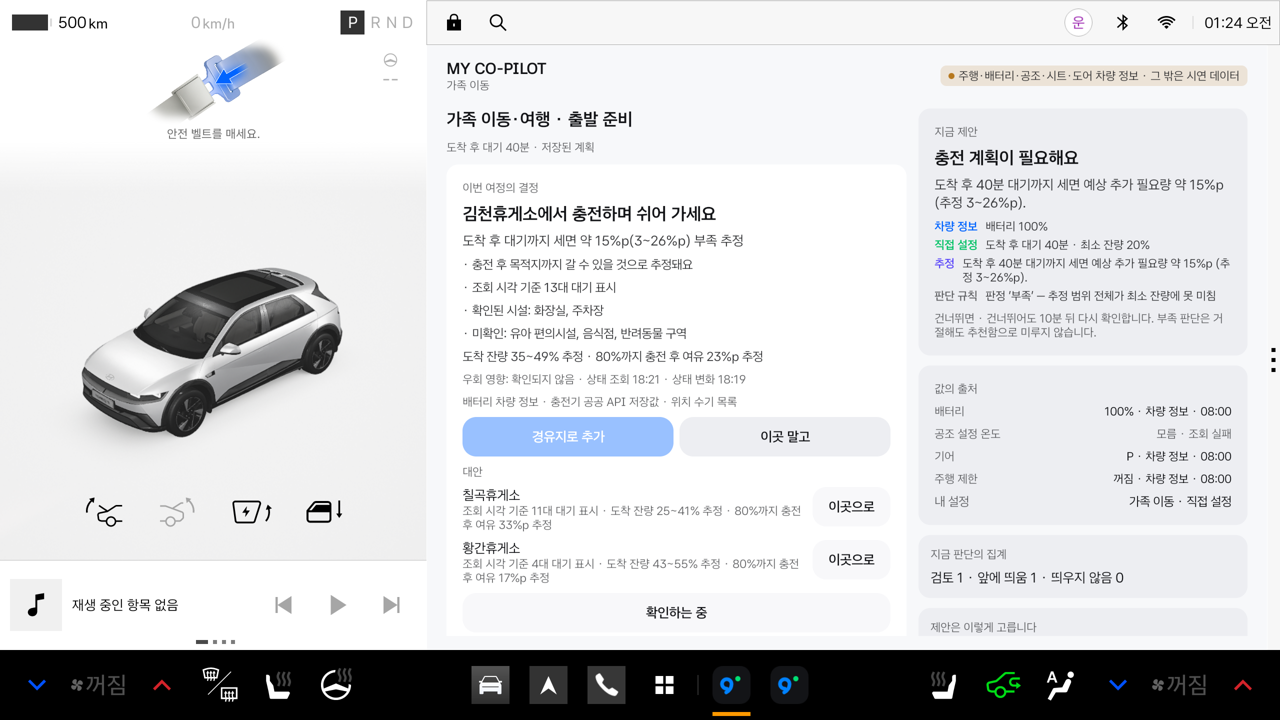 500 km
0 km/h
P R N D
안전 벨트를 매세요.
재생 중인 항목 없음
운
01:24 오전
MY CO-PILOT
가족 이동
주행·배터리·공조·시트·도어 차량 정보 · 그 밖은 시연 데이터
가족 이동·여행 · 출발 준비
도착 후 대기 40분 · 저장된 계획
이번 여정의 결정
김천휴게소에서 충전하며 쉬어 가세요
도착 후 대기까지 세면 약 15%p(3~26%p) 부족 추정
· 충전 후 목적지까지 갈 수 있을 것으로 추정돼요
· 조회 시각 기준 13대 대기 표시
· 확인된 시설: 화장실, 주차장
· 미확인: 유아 편의시설, 음식점, 반려동물 구역
도착 잔량 35~49% 추정 · 80%까지 충전 후 여유 23%p 추정
우회 영향: 확인되지 않음 · 상태 조회 18:21 · 상태 변화 18:19
배터리 차량 정보 · 충전기 공공 API 저장값 · 위치 수기 목록
경유지로 추가
이곳 말고
대안
칠곡휴게소
조회 시각 기준 11대 대기 표시 · 도착 잔량 25~41% 추정 · 80%까지 충전
후 여유 33%p 추정
이곳으로
황간휴게소
조회 시각 기준 4대 대기 표시 · 도착 잔량 43~55% 추정 · 80%까지 충전
후 여유 17%p 추정
이곳으로
확인하는 중
지금 제안
충전 계획이 필요해요
도착 후 40분 대기까지 세면 예상 추가 필요량 약 15%p
(추정 3~26%p).
차량 정보 배터리 100%
직접 설정 도착 후 대기 40분 · 최소 잔량 20%
추정 도착 후 40분 대기까지 세면 예상 추가 필요량 약 15%p (추
정 3~26%p).
판단 규칙 판정 ‘부족’ — 추정 범위 전체가 최소 잔량에 못 미침
건너뛰면 · 건너뛰어도 10분 뒤 다시 확인합니다. 부족 판단은 거
절해도 추천함으로 미루지 않습니다.
값의 출처
배터리 100% · 차량 정보 · 08:00
공조 설정 온도 모름 · 조회 실패
기어 P · 차량 정보 · 08:00
주행 제한 꺼짐 · 차량 정보 · 08:00
내 설정 가족 이동 · 직접 설정
지금 판단의 집계
검토 1 · 앞에 띄움 1 · 띄우지 않음 0
제안은 이렇게 고릅니다
꺼짐
A
꺼짐